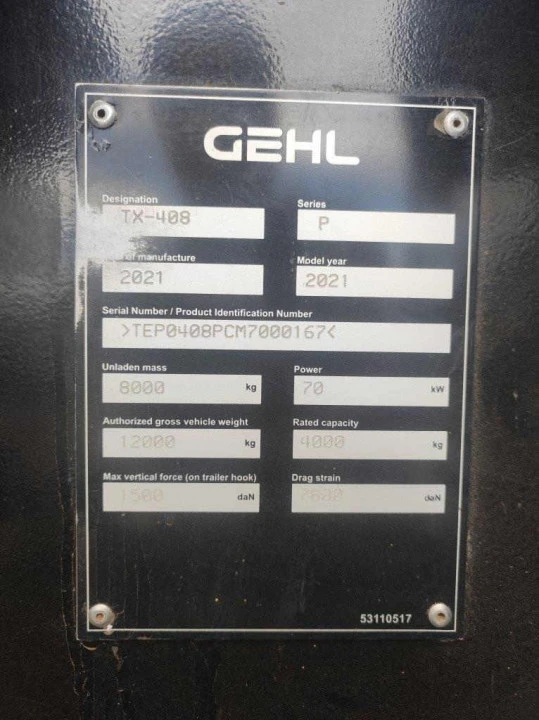 GEHL
Designation
Series
TX-408
P
of manufacture
Model year
2021
2021
Serial Number / Product Identification Number
>TEP0408PCM7000167<
Unladen mass
Power
8000 kg
70 kW
Authorized gross vehicle weight
Rated capacity
12000 kg
4000 kg
Max vertical force (on trailer hook)
Drag strain
1500 daN
daN
53110517